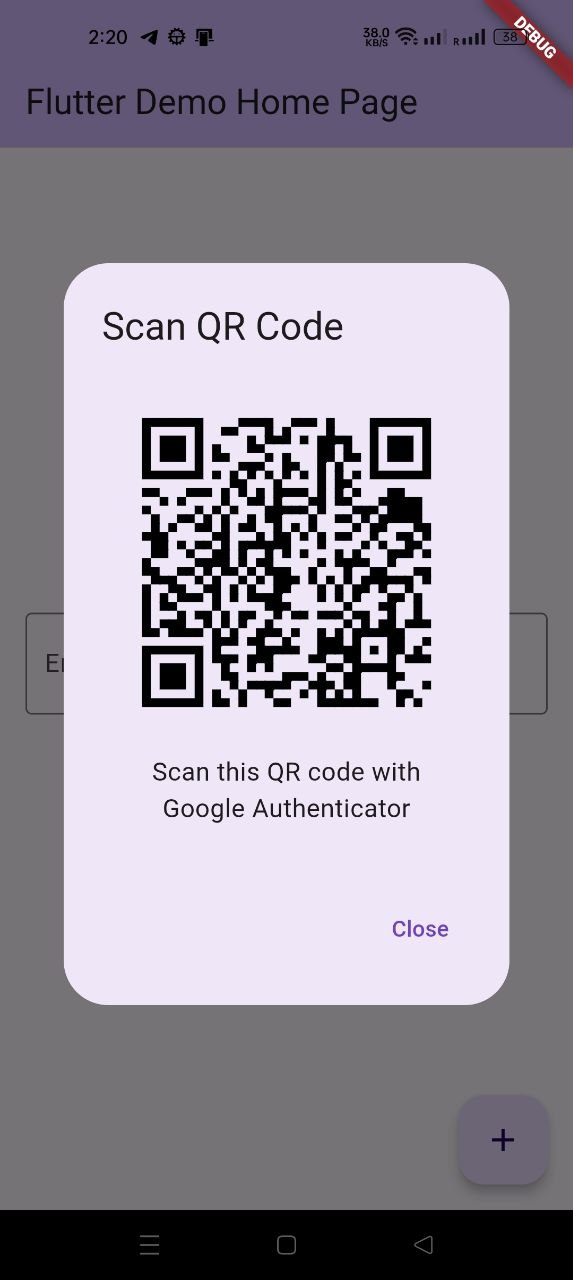 2:20
38.0
KB/S
R
38
DEBUG
Flutter Demo Home Page
Scan QR Code
Scan this QR code with
Google Authenticator
Close